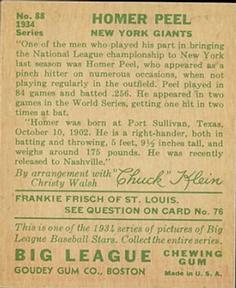 No. 88
1934
Series
HOMER PEEL
NEW YORK GIANTS
"One of the men who played his part in bringing
the National League championship to New York
last season was Homer Peel, who appeared as a
pinch hitter on numerous occasions, when not
playing regularly in the outfield. Peel played in
84 games and batted 256. He appeared in two
games in the World Series, getting one hit in two
times at bat.
"Homer was born at Port Sullivan, Texas,
October 10, 1902. He is a right-hander, both in
batting and throwing, 5 feet, 9½ inches tall, and
weighs around 175 pounds. He was recently
released to Nashville."
By arrangement with
Christy Walsh
"Chuck" Klein
FRANKIE FRISCH OF ST. LOUIS.
SEE QUESTION ON CARD No. 76
This is one of the 1934 series of pictures of Big
League Baseball Stars. Collect the entire series.
BIG LEAGUE CHEWING GUM
GOUDEY GUM CO., BOSTON Made in U. S. A.